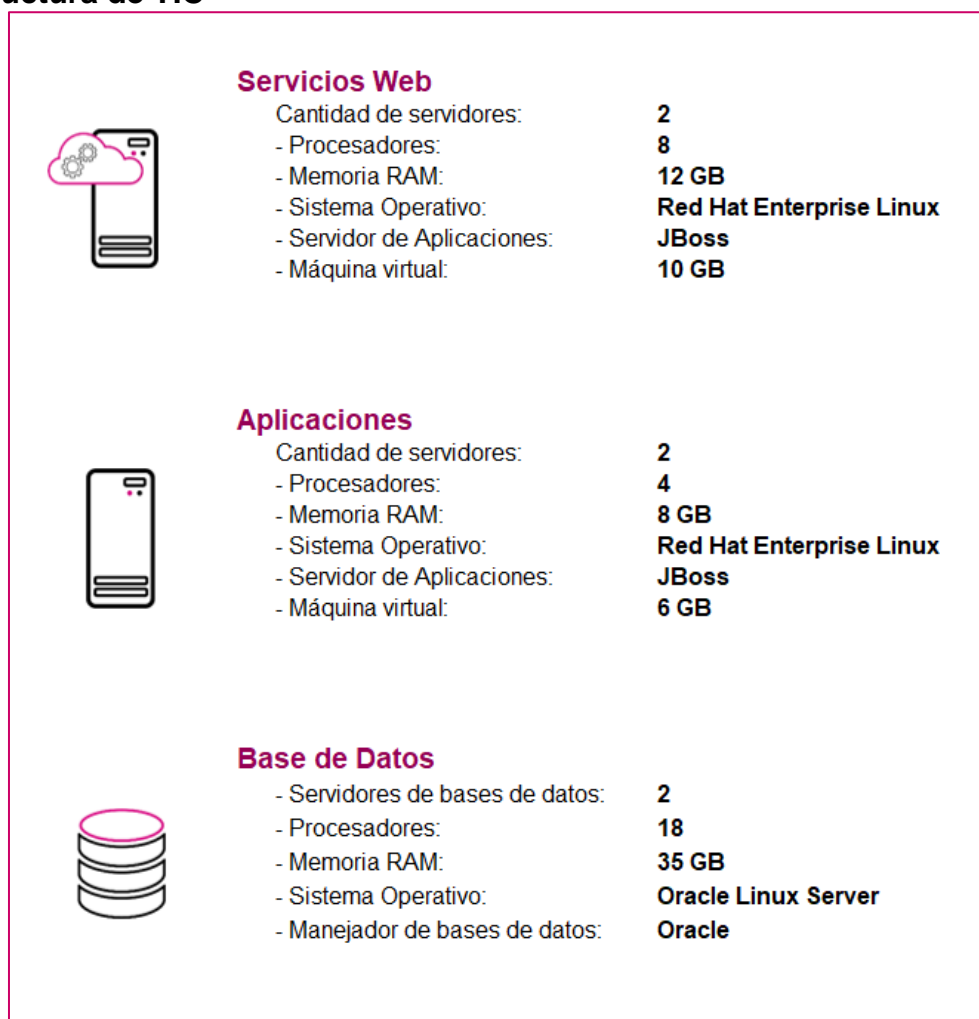 de TIC
Servicios Web
Cantidad de servidores: 2
- Procesadores: 8
- Memoria RAM: 12 GB
- Sistema Operativo: Red Hat Enterprise Linux
- Servidor de Aplicaciones: JBoss
- Máquina virtual: 10 GB
Aplicaciones
Cantidad de servidores: 2
- Procesadores: 4
- Memoria RAM: 8 GB
- Sistema Operativo: Red Hat Enterprise Linux
- Servidor de Aplicaciones: JBoss
- Máquina virtual: 6 GB
Base de Datos
- Servidores de bases de datos: 2
- Procesadores: 18
- Memoria RAM: 35 GB
- Sistema Operativo: Oracle Linux Server
- Manejador de bases de datos: Oracle